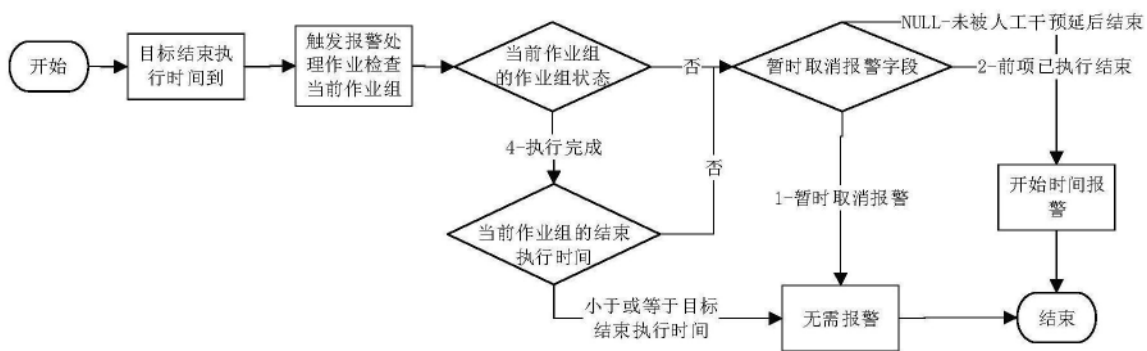 开始
目标结束执
行时间到
触发报警处
理作业检查
当前作业组
当前作业组
的作业组状态
否
4-执行完成
当前作业组的结束
执行时间
否
小于或等于目标
结束执行时间
暂时取消报警字段
NULL-未被人工干预延后结束
2-前项已执行结束
1-暂时取消报警
开始时间报
警
无需报警
结束